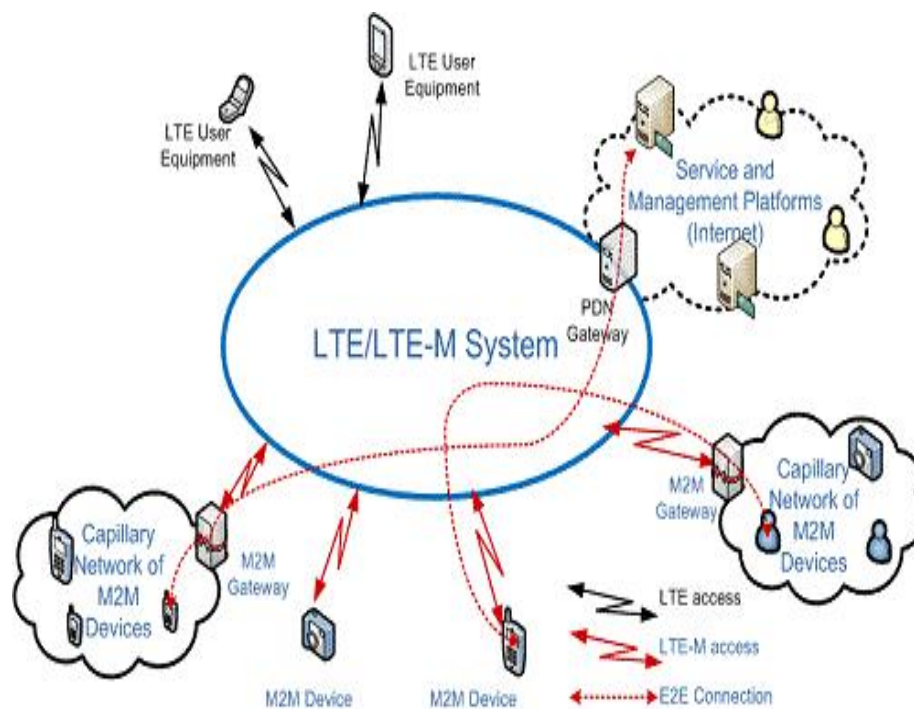 LTE User
Equipment
LTE User
Equipment
Service and
Management Platforms
(Internet)
PDN
Gateway
LTE/LTE-M System
M2M
Gateway
Capillary
Network of
M2M
Devices
Capillary
Network of
M2M
Devices
M2M
Gateway
M2M Device
M2M Device
LTE access
LTE-M access
E2E Connection